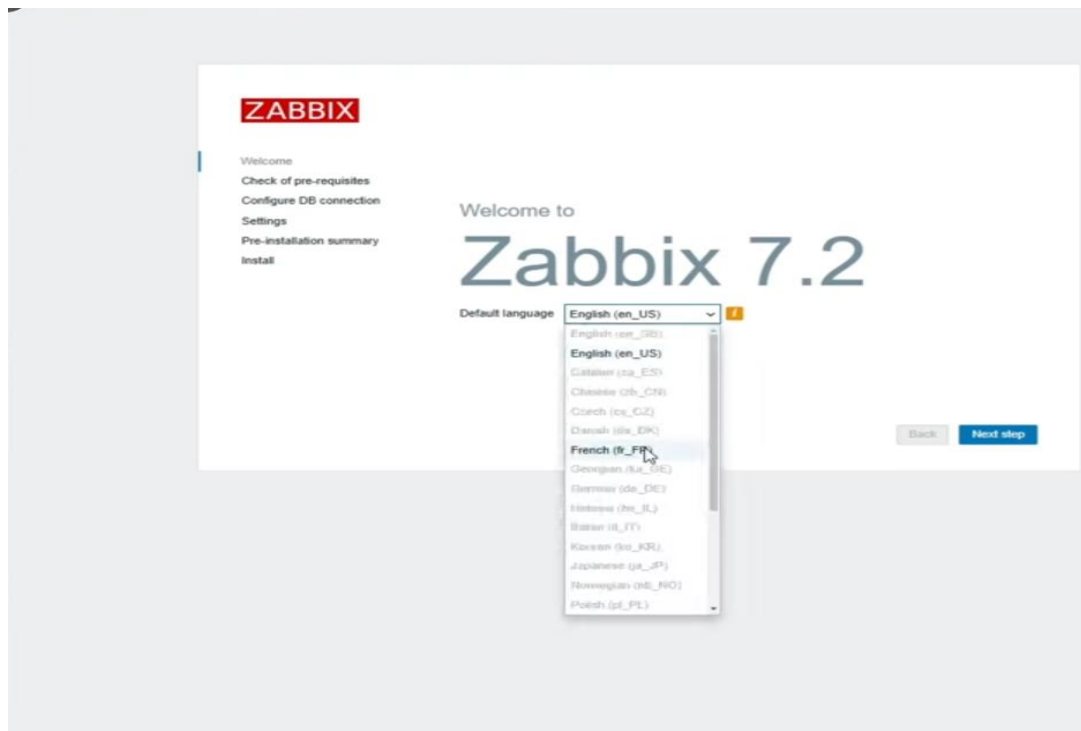 ZABBIX
Welcome
Check of pre-requisites
Configure DB connection
Settings
Pre-installation summary
Install
Welcome to
Zabbix 7.2
Default language English (en_US)
English (en_GB)
English (en_US)
Catalan (ca_ES)
Chinese (zh_CN)
Czech (cs_CZ)
Danish (da_DK)
French (fr_FR)
Georgian (ka_GE)
German (de_DE)
Hebrew (he_IL)
Italian (it_IT)
Korean (ko_KR)
Japanese (ja_JP)
Norwegian (nb_NO)
Polish (pl_PL)
Back Next step